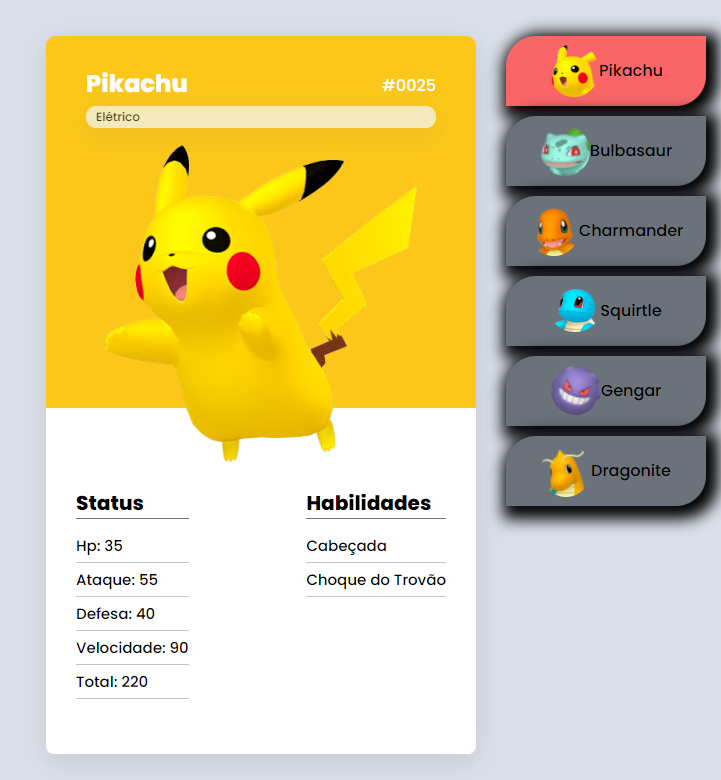 Pikachu
#0025
Elétrico
Status
Hp: 35
Ataque: 55
Defesa: 40
Velocidade: 90
Total: 220
Habilidades
Cabeçada
Choque do Trovão
Pikachu
Bulbasaur
Charmander
Squirtle
Gengar
Dragonite